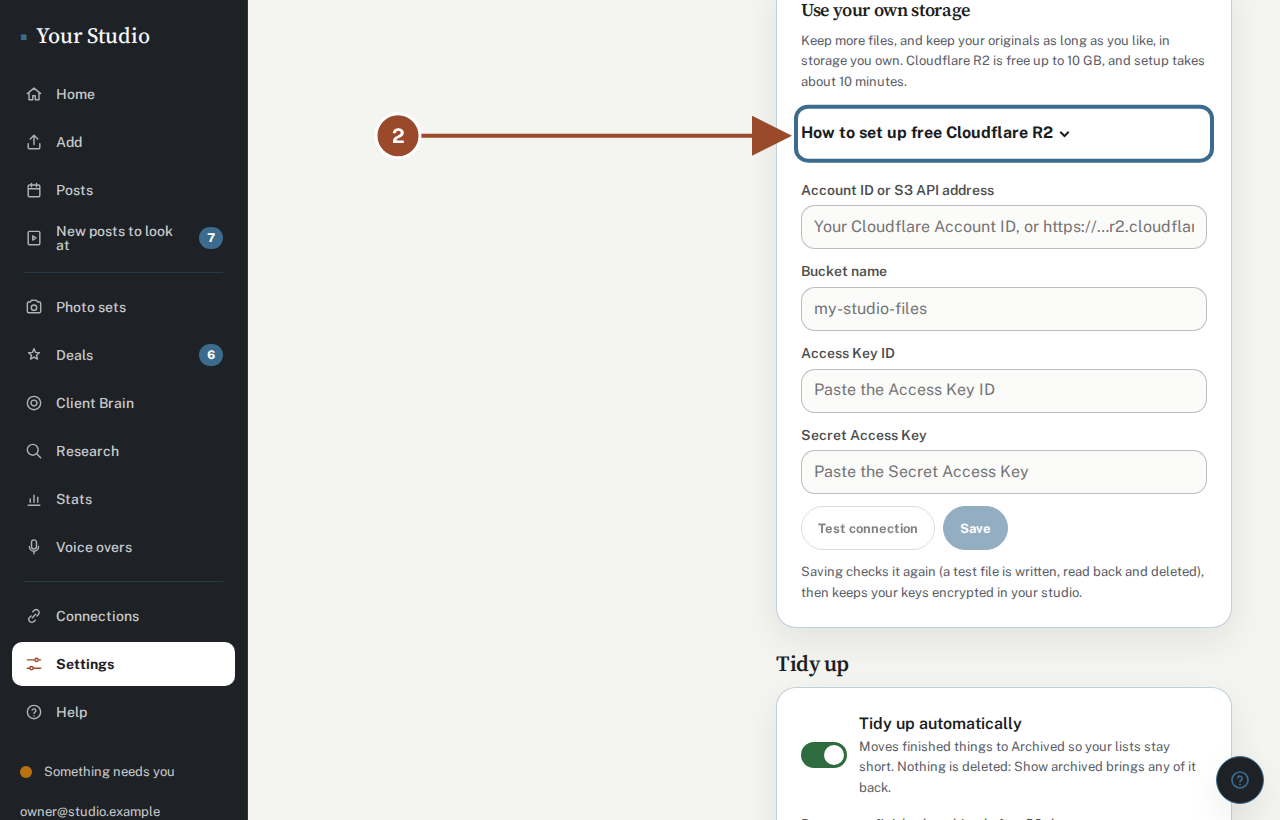 Your Studio
Home
Add
Posts
New posts to look
at
7
Photo sets
Deals
6
Client Brain
Research
Stats
Voice overs
Connections
Settings
Help
Something needs you
owner@studio.example
Use your own storage
Keep more files, and keep your originals as long as you like, in
storage you own. Cloudflare R2 is free up to 10 GB, and setup takes
about 10 minutes.
2
How to set up free Cloudflare R2
Account ID or S3 API address
Your Cloudflare Account ID, or https://...r2.cloudflar
Bucket name
my-studio-files
Access Key ID
Paste the Access Key ID
Secret Access Key
Paste the Secret Access Key
Test connection
Save
Saving checks it again (a test file is written, read back and deleted),
then keeps your keys encrypted in your studio.
Tidy up
Tidy up automatically
Moves finished things to Archived so your lists stay
short. Nothing is deleted: Show archived brings any of it
back.